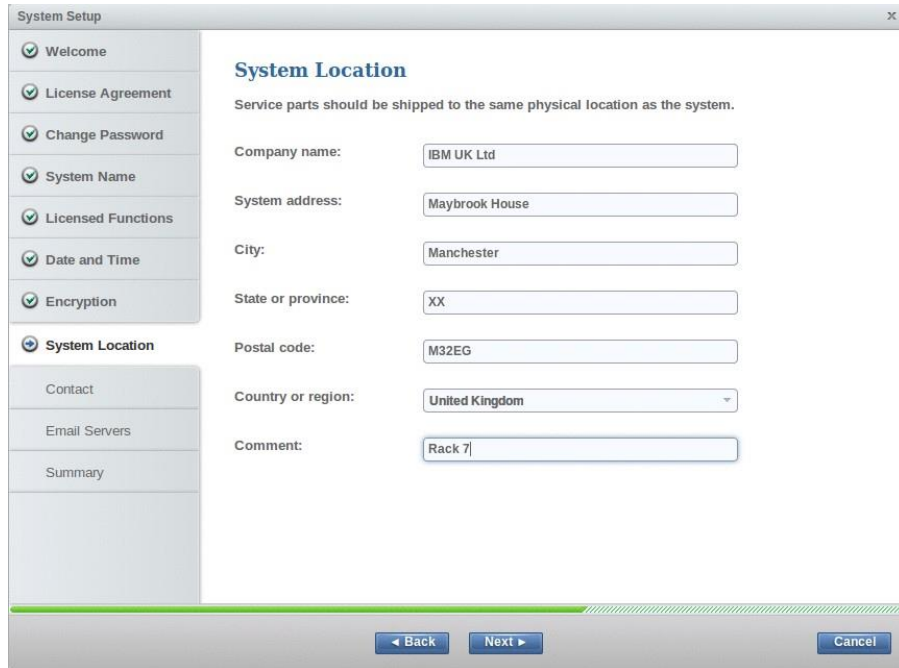 System Setup
x
Welcome
License Agreement
Change Password
System Name
Licensed Functions
Date and Time
Encryption
System Location
Contact
Email Servers
Summary
System Location
Service parts should be shipped to the same physical location as the system.
Company name: IBM UK Ltd
System address: Maybrook House
City: Manchester
State or province: XX
Postal code: M32EG
Country or region: United Kingdom
Comment: Rack 7
◄ Back
Next ►
Cancel